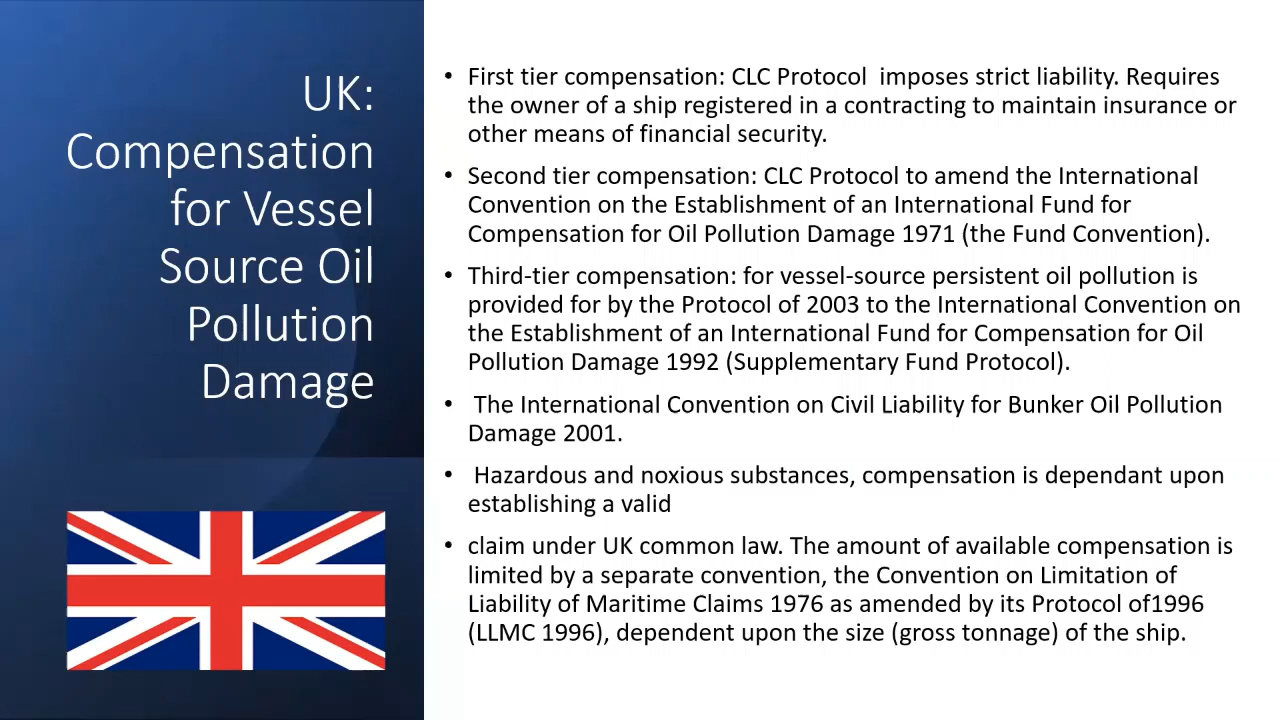 UK:
Compensation
for Vessel
Source Oil
Pollution
Damage
• First tier compensation: CLC Protocol  imposes strict liability. Requires
the owner of a ship registered in a contracting to maintain insurance or
other means of financial security.
• Second tier compensation: CLC Protocol to amend the International
Convention on the Establishment of an International Fund for
Compensation for Oil Pollution Damage 1971 (the Fund Convention).
• Third-tier compensation: for vessel-source persistent oil pollution is
provided for by the Protocol of 2003 to the International Convention on
the Establishment of an International Fund for Compensation for Oil
Pollution Damage 1992 (Supplementary Fund Protocol).
• The International Convention on Civil Liability for Bunker Oil Pollution
Damage 2001.
• Hazardous and noxious substances, compensation is dependant upon
establishing a valid
• claim under UK common law. The amount of available compensation is
limited by a separate convention, the Convention on Limitation of
Liability of Maritime Claims 1976 as amended by its Protocol of1996
(LLMC 1996), dependent upon the size (gross tonnage) of the ship.